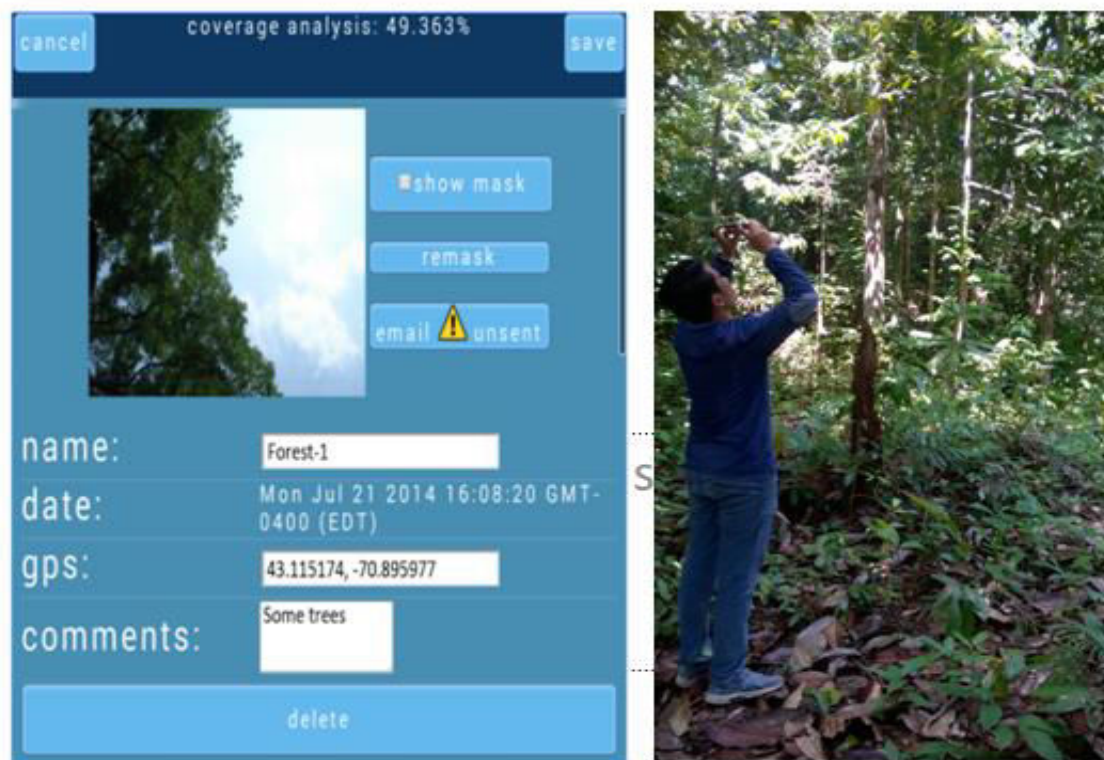 cancel
coverage analysis: 49.363%
save
show mask
remask
email unsent
name:
Forest-1
date:
Mon Jul 21 2014 16:08:20 GMT-
0400 (EDT)
gps:
43.115174, -70.895977
comments:
Some trees
delete
s